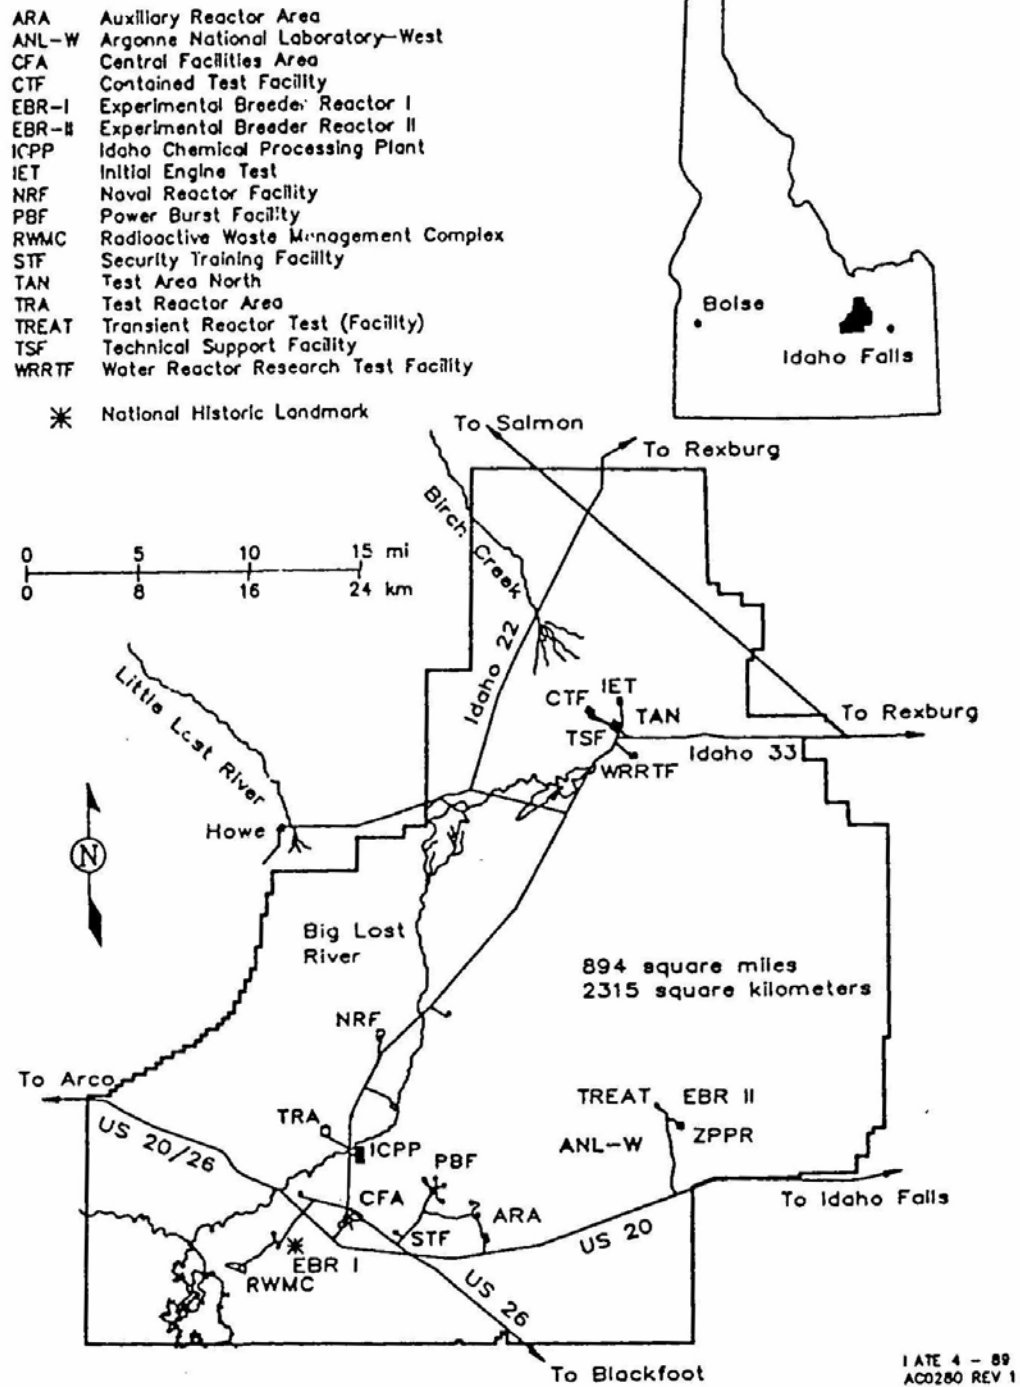 ARA Auxiliary Reactor Area
ANL-W Argonne National Laboratory-West
CFA Central Facilities Area
CTF Contained Test Facility
EBR-I Experimental Breeder Reactor I
EBR-II Experimental Breeder Reactor II
ICPP Idaho Chemical Processing Plant
IET Initial Engine Test
NRF Naval Reactor Facility
PBF Power Burst Facility
RWMC Radioactive Waste Management Complex
STF Security Training Facility
TAN Test Area North
TRA Test Reactor Area
TREAT Transient Reactor Test (Facility)
TSF Technical Support Facility
WRRTF Water Reactor Research Test Facility
National Historic Landmark
Boise
Idaho Falls
To Salmon
To Rexburg
Birch Creek
0 5 10 15 mi
0 8 16 24 km
Idaho 22
Little Lost River
IET
CTF
TAN
TSF
To Rexburg
Idaho 33
WRRTF
Howe
N
Big Lost
River
894 square miles
2315 square kilometers
NRF
To Arco
US 20/26
TRA
ICPP
TREAT
EBR II
ZPPR
ANL-W
PBF
CFA
ARA
STF
To Idaho Falls
US 20
EBR I
RWMC
US 26
To Blackfoot
4 - 89
AC0280 REV 1